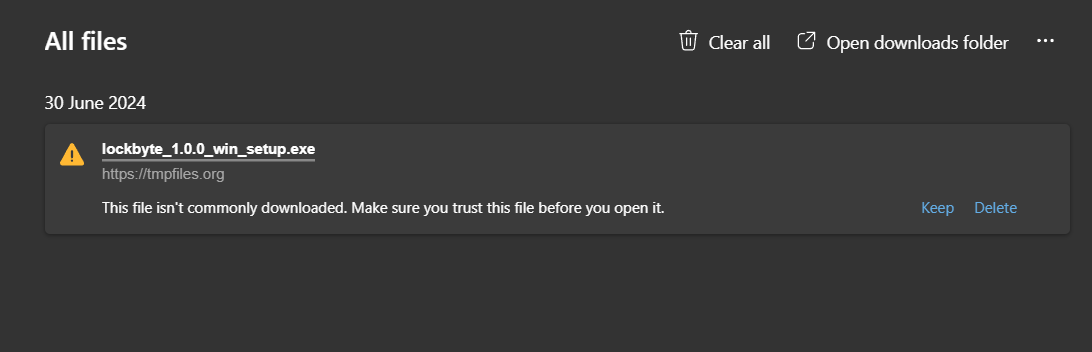 All files
Clear all
Open downloads folder
30 June 2024
lockbyte_1.0.0_win_setup.exe
https://tmpfiles.org
This file isn't commonly downloaded. Make sure you trust this file before you open it.
Keep
Delete